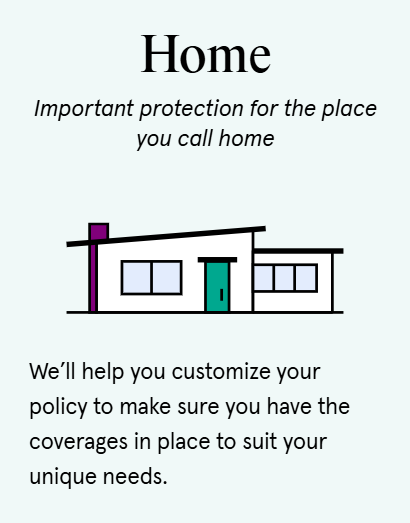 Home
Important protection for the place
you call home
We’ll help you customize your
policy to make sure you have the
coverages in place to suit your
unique needs.